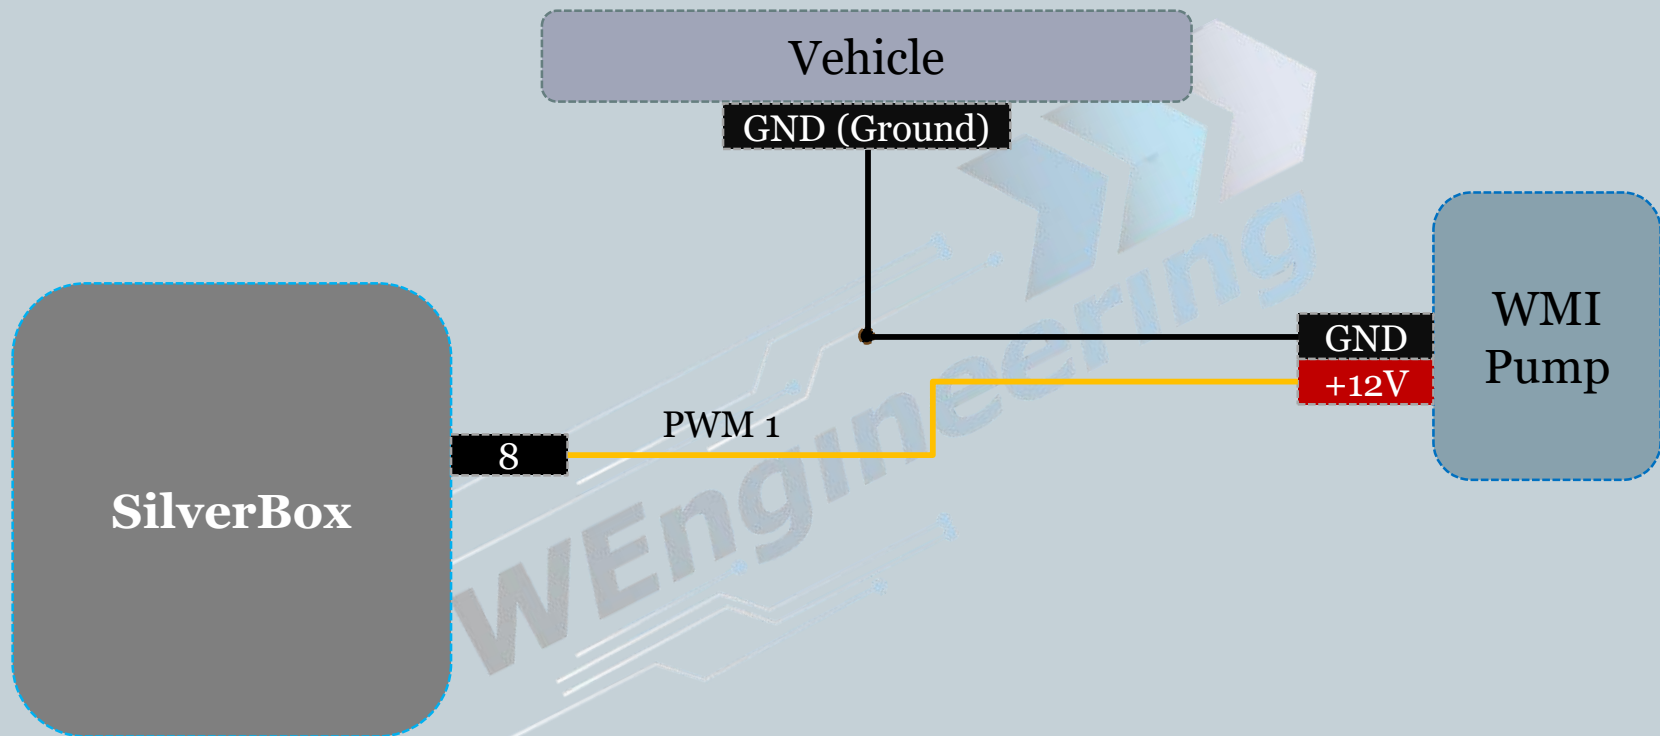 Vehicle
GND (Ground)
WMI
Pump
GND
+12V
PWM 1
8
SilverBox
WEngineering